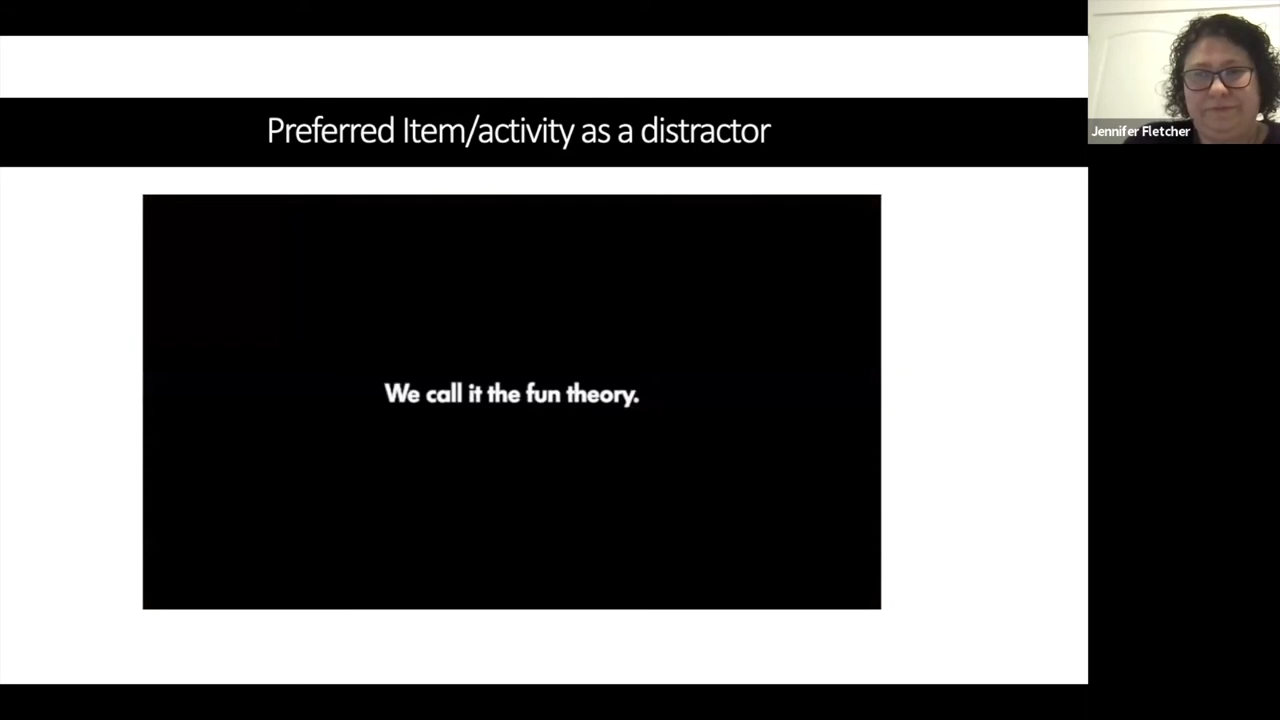 Preferred Item/activity as a distractor
Jennifer Fletcher
We call it the fun theory.